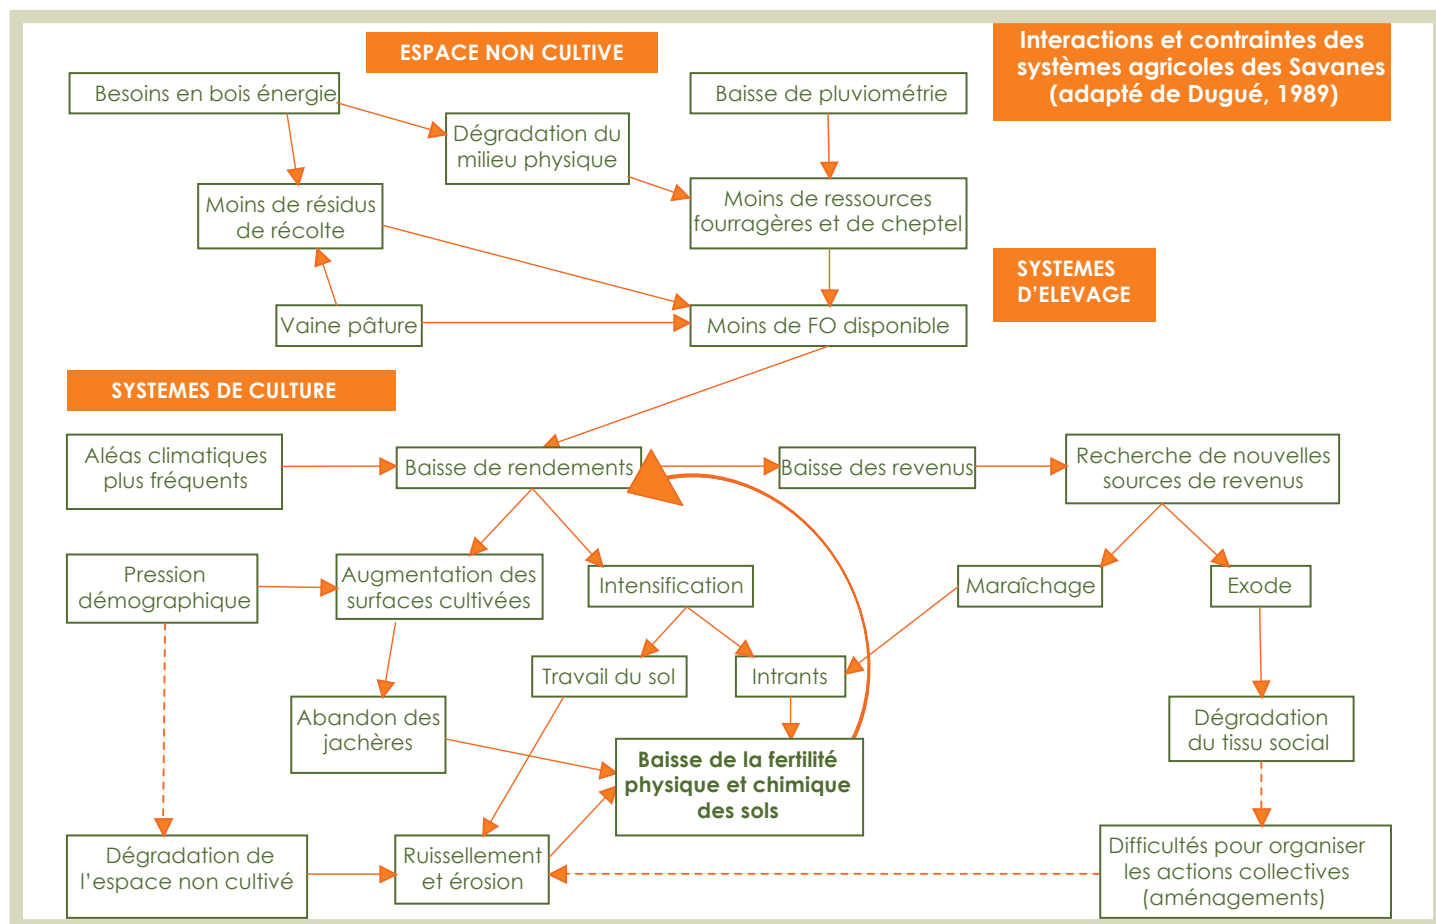 ESPACE NON CULTIVE
Interactions et contraintes des
systèmes agricoles des Savanes
(adapté de Dugué, 1989)
Besoins en bois énergie
Baisse de pluviométrie
Dégradation du
milieu physique
Moins de résidus
de récolte
Moins de ressources
fourragères et de cheptel
SYSTEMES
D'ELEVAGE
Vaine pâture
Moins de FO disponible
SYSTEMES DE CULTURE
Aléas climatiques
plus fréquents
Baisse de rendements
Baisse des revenus
Recherche de nouvelles
sources de revenus
Pression
démographique
Augmentation des
surfaces cultivées
Intensification
Maraîchage
Exode
Travail du sol
Intrants
Abandon des
jachères
Baisse de la fertilité
physique et chimique
des sols
Dégradation
du tissu social
Dégradation de
l'espace non cultivé
Ruissellement
et érosion
Difficultés pour organiser
les actions collectives
(aménagements)